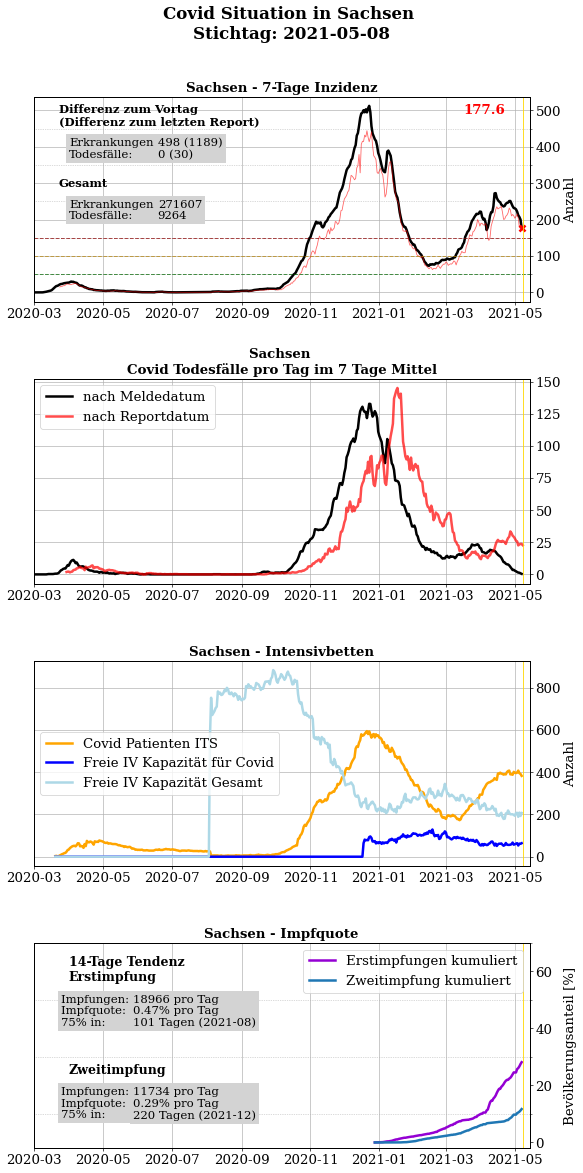 Covid Situation in Sachsen
Stichtag: 2021-05-08
Sachsen - 7-Tage Inzidenz
Differenz zum Vortag
(Differenz zum letzten Report)
Erkrankungen 498 (1189)
Todesfälle: 0 (30)
Gesamt
Erkrankungen 271607
Todesfälle: 9264
177.6
500
400
300
200
100
0
Anzahl
2020-03 2020-05 2020-07 2020-09 2020-11 2021-01 2021-03 2021-05
Sachsen
Covid Todesfälle pro Tag im 7 Tage Mittel
nach Meldedatum
nach Reportdatum
150
125
100
75
50
25
0
2020-03 2020-05 2020-07 2020-09 2020-11 2021-01 2021-03 2021-05
Sachsen - Intensivbetten
Covid Patienten ITS
Freie IV Kapazität für Covid
Freie IV Kapazität Gesamt
800
600
400
200
0
Anzahl
2020-03 2020-05 2020-07 2020-09 2020-11 2021-01 2021-03 2021-05
Sachsen - Impfquote
14-Tage Tendenz
Erstimpfung
Impfungen: 18966 pro Tag
Impfquote: 0.47% pro Tag
75% in: 101 Tagen (2021-08)
Zweitimpfung
Impfungen: 11734 pro Tag
Impfquote: 0.29% pro Tag
75% in: 220 Tagen (2021-12)
Erstimpfungen kumuliert
Zweitimpfung kumuliert
60
40
20
0
Bevölkerungsanteil [%]
2020-03 2020-05 2020-07 2020-09 2020-11 2021-01 2021-03 2021-05